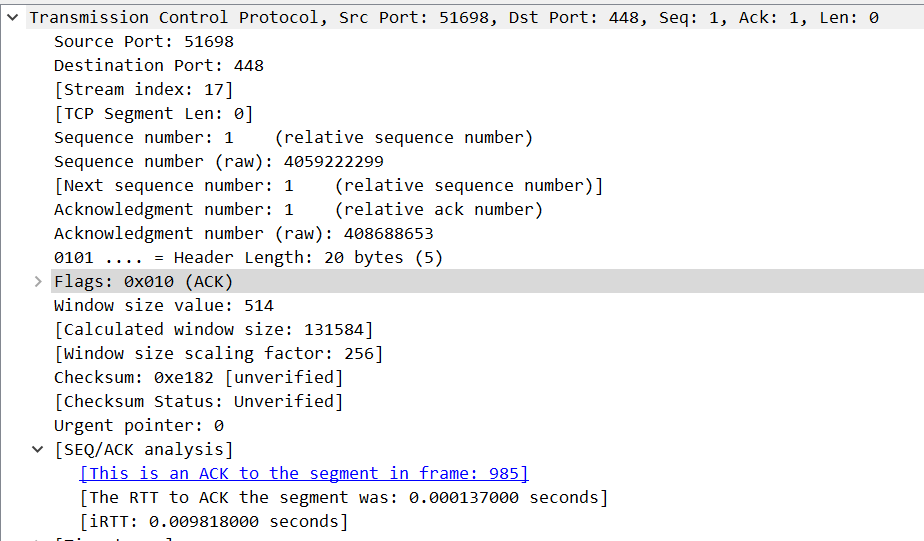 Transmission Control Protocol, Src Port: 51698, Dst Port: 448, Seq: 1, Ack: 1, Len: 0
Source Port: 51698
Destination Port: 448
[Stream index: 17]
[TCP Segment Len: 0]
Sequence number: 1    (relative sequence number)
Sequence number (raw): 4059222299
[Next sequence number: 1    (relative sequence number)]
Acknowledgment number: 1    (relative ack number)
Acknowledgment number (raw): 408688653
0101 .... = Header Length: 20 bytes (5)
Flags: 0x010 (ACK)
Window size value: 514
[Calculated window size: 131584]
[Window size scaling factor: 256]
Checksum: 0xe182 [unverified]
[Checksum Status: Unverified]
Urgent pointer: 0
[SEQ/ACK analysis]
[This is an ACK to the segment in frame: 985]
[The RTT to ACK the segment was: 0.000137000 seconds]
[iRTT: 0.009818000 seconds]